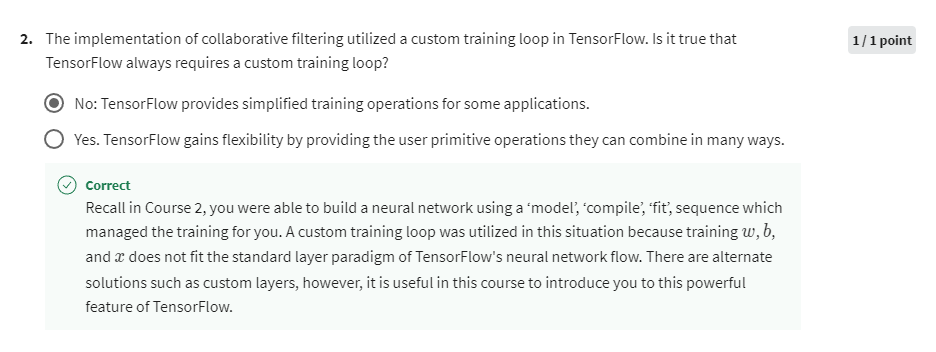 2. The implementation of collaborative filtering utilized a custom training loop in TensorFlow. Is it true that
TensorFlow always requires a custom training loop?
1 / 1 point
No: TensorFlow provides simplified training operations for some applications.
Yes. TensorFlow gains flexibility by providing the user primitive operations they can combine in many ways.
Correct
Recall in Course 2, you were able to build a neural network using a ‘model’, ‘compile’, ‘fit’, sequence which
managed the training for you. A custom training loop was utilized in this situation because training w, b,
and x does not fit the standard layer paradigm of TensorFlow's neural network flow. There are alternate
solutions such as custom layers, however, it is useful in this course to introduce you to this powerful
feature of TensorFlow.